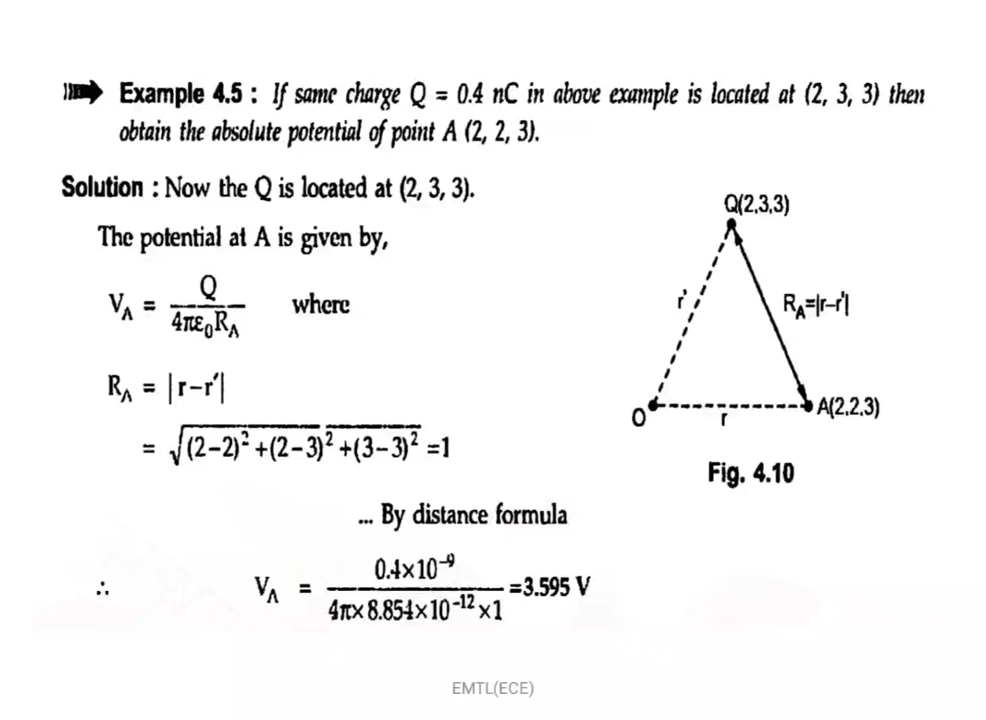 Example 4.5 : If same charge Q = 0.4 nC in above example is located at (2, 3, 3) then
obtain the absolute potential of point A (2, 2, 3).
Solution : Now the Q is located at (2, 3, 3).
The potential at A is given by,
V_A = Q / 4πε₀R_A where
R_A = |r−r′|
= √(2−2)² +(2−3)² +(3−3)² =1
... By distance formula
∴ V_A = 0.4×10⁻⁹ / 4π×8.854×10⁻¹²×1 =3.595 V
Q(2,3,3)
r′
R_A=|r−r′|
O
r
A(2,2,3)
Fig. 4.10
EMTL(ECE)